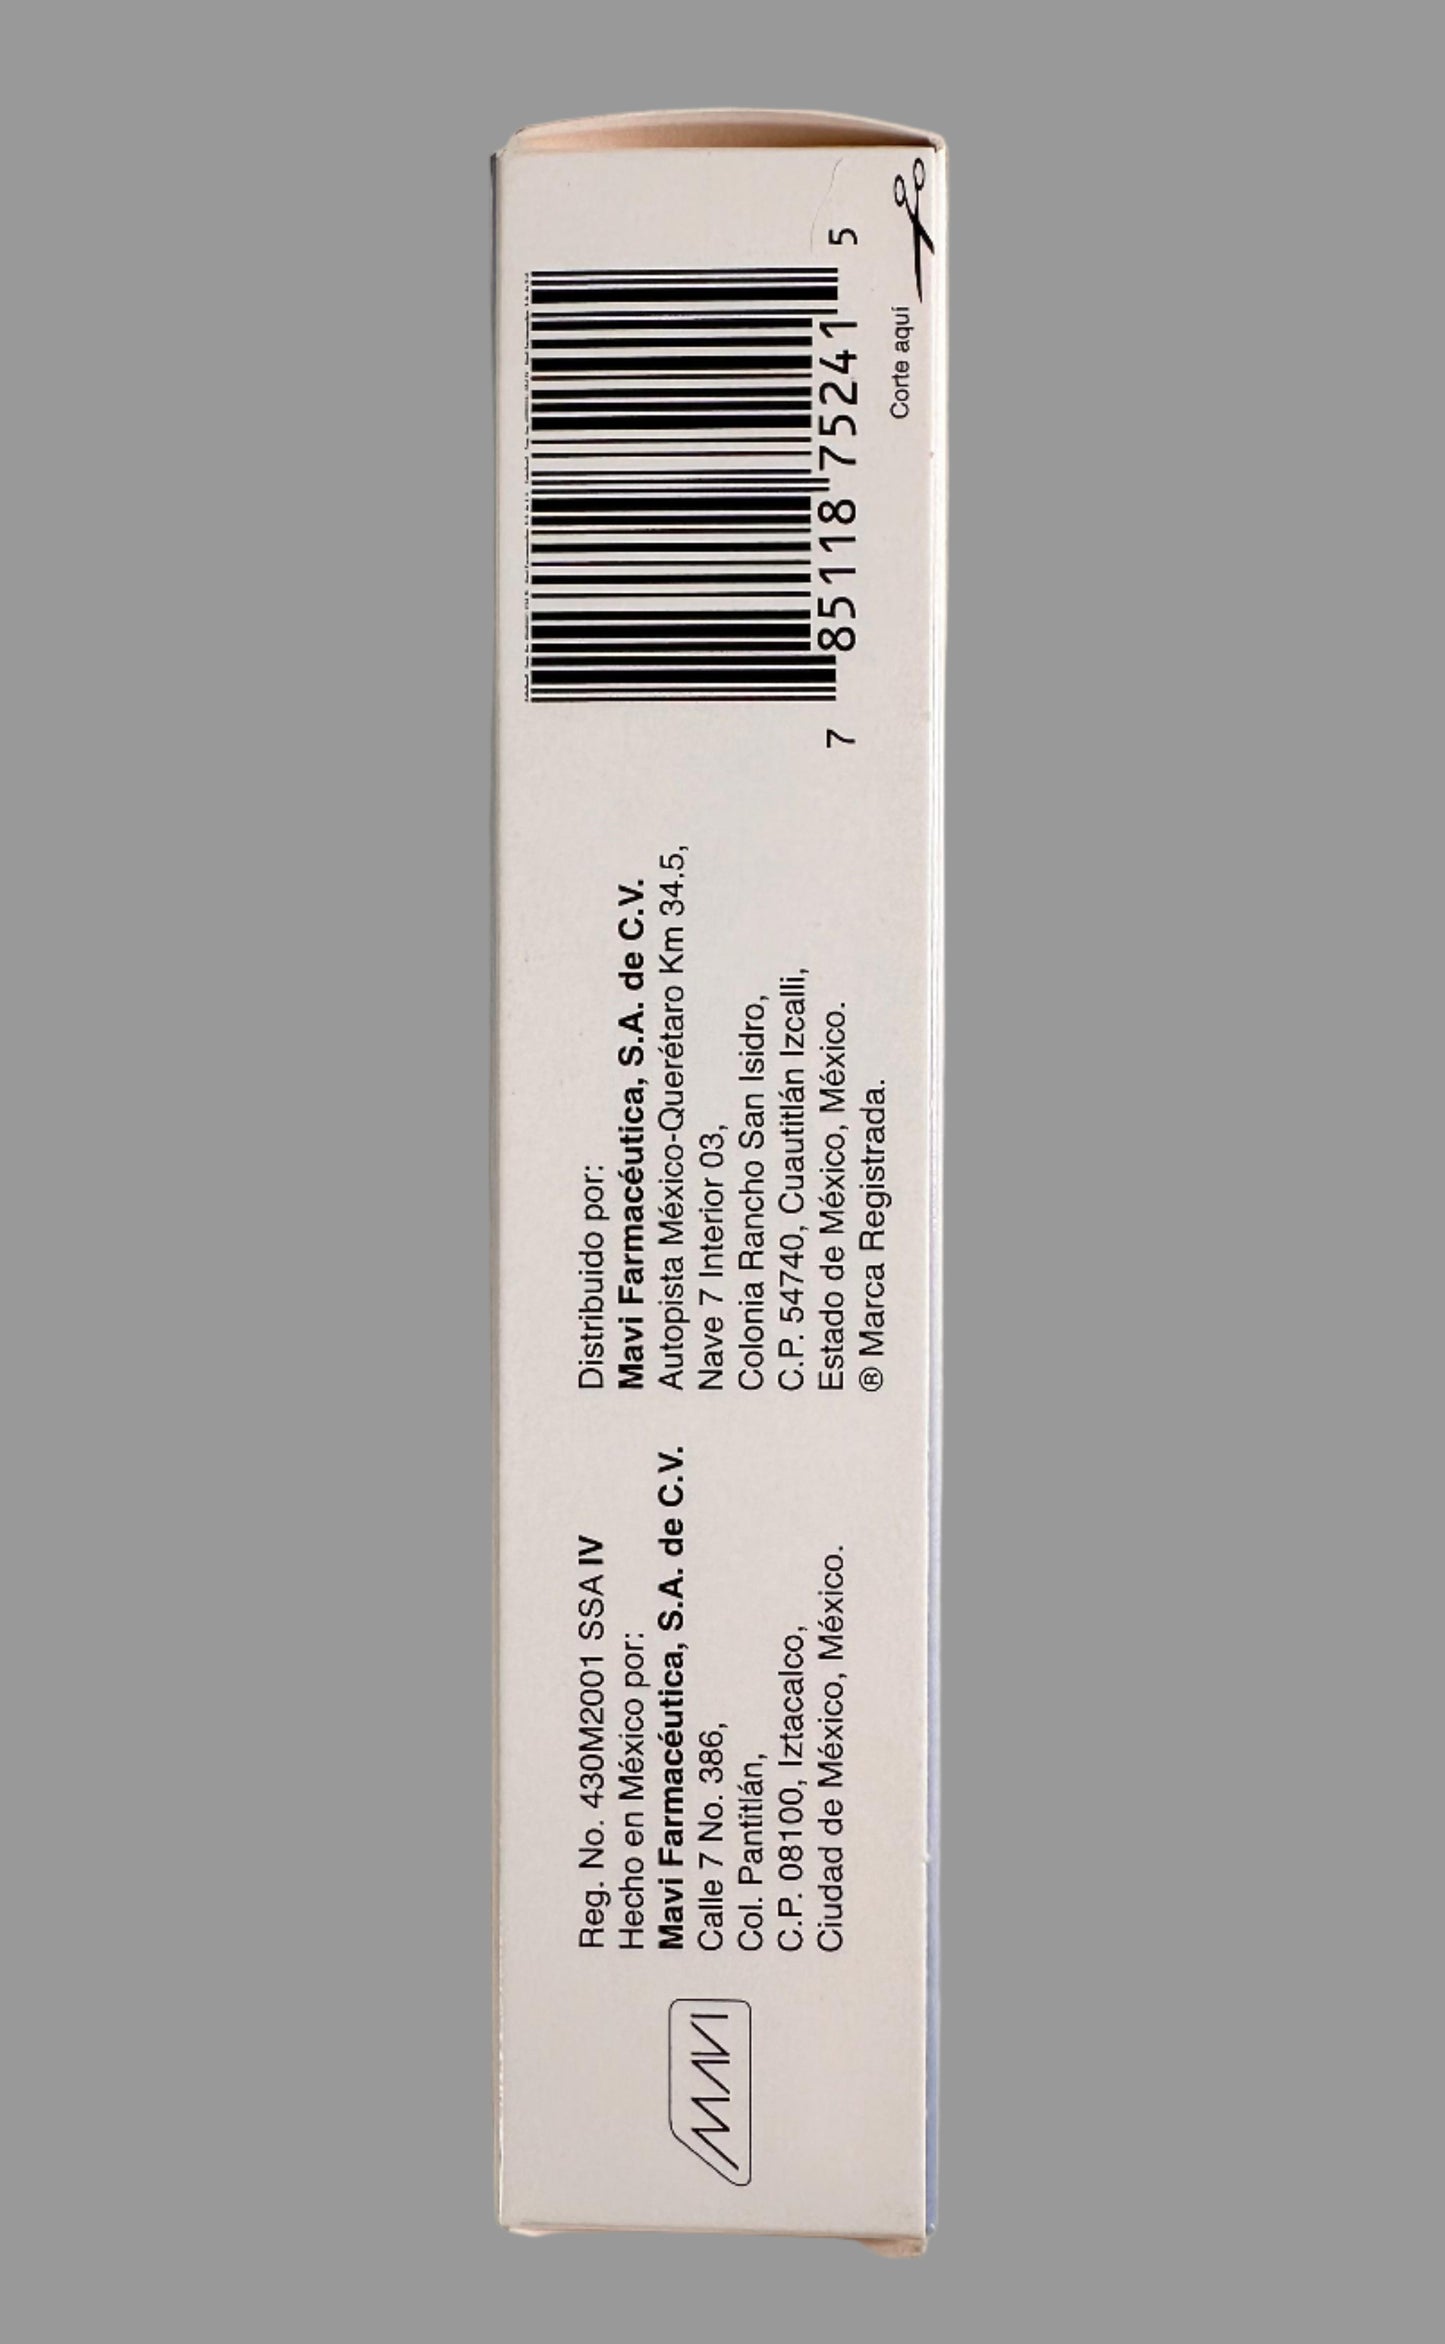 MAVI
Reg. No. 430M2001 SSA IV
Hecho en México por:
Mavi Farmacéutica, S.A. de C.V.
Calle 7 No. 386,
Col. Pantitlán,
C.P. 08100, Iztacalco,
Ciudad de México, México.
Distribuido por:
Mavi Farmacéutica, S.A. de C.V.
Autopista México-Querétaro Km 34.5,
Nave 7 Interior 03,
Colonia Rancho San Isidro,
C.P. 54740, Cuautitlán Izcalli,
Estado de México, México.
® Marca Registrada.
7 85118 75241 5
Corte aquí